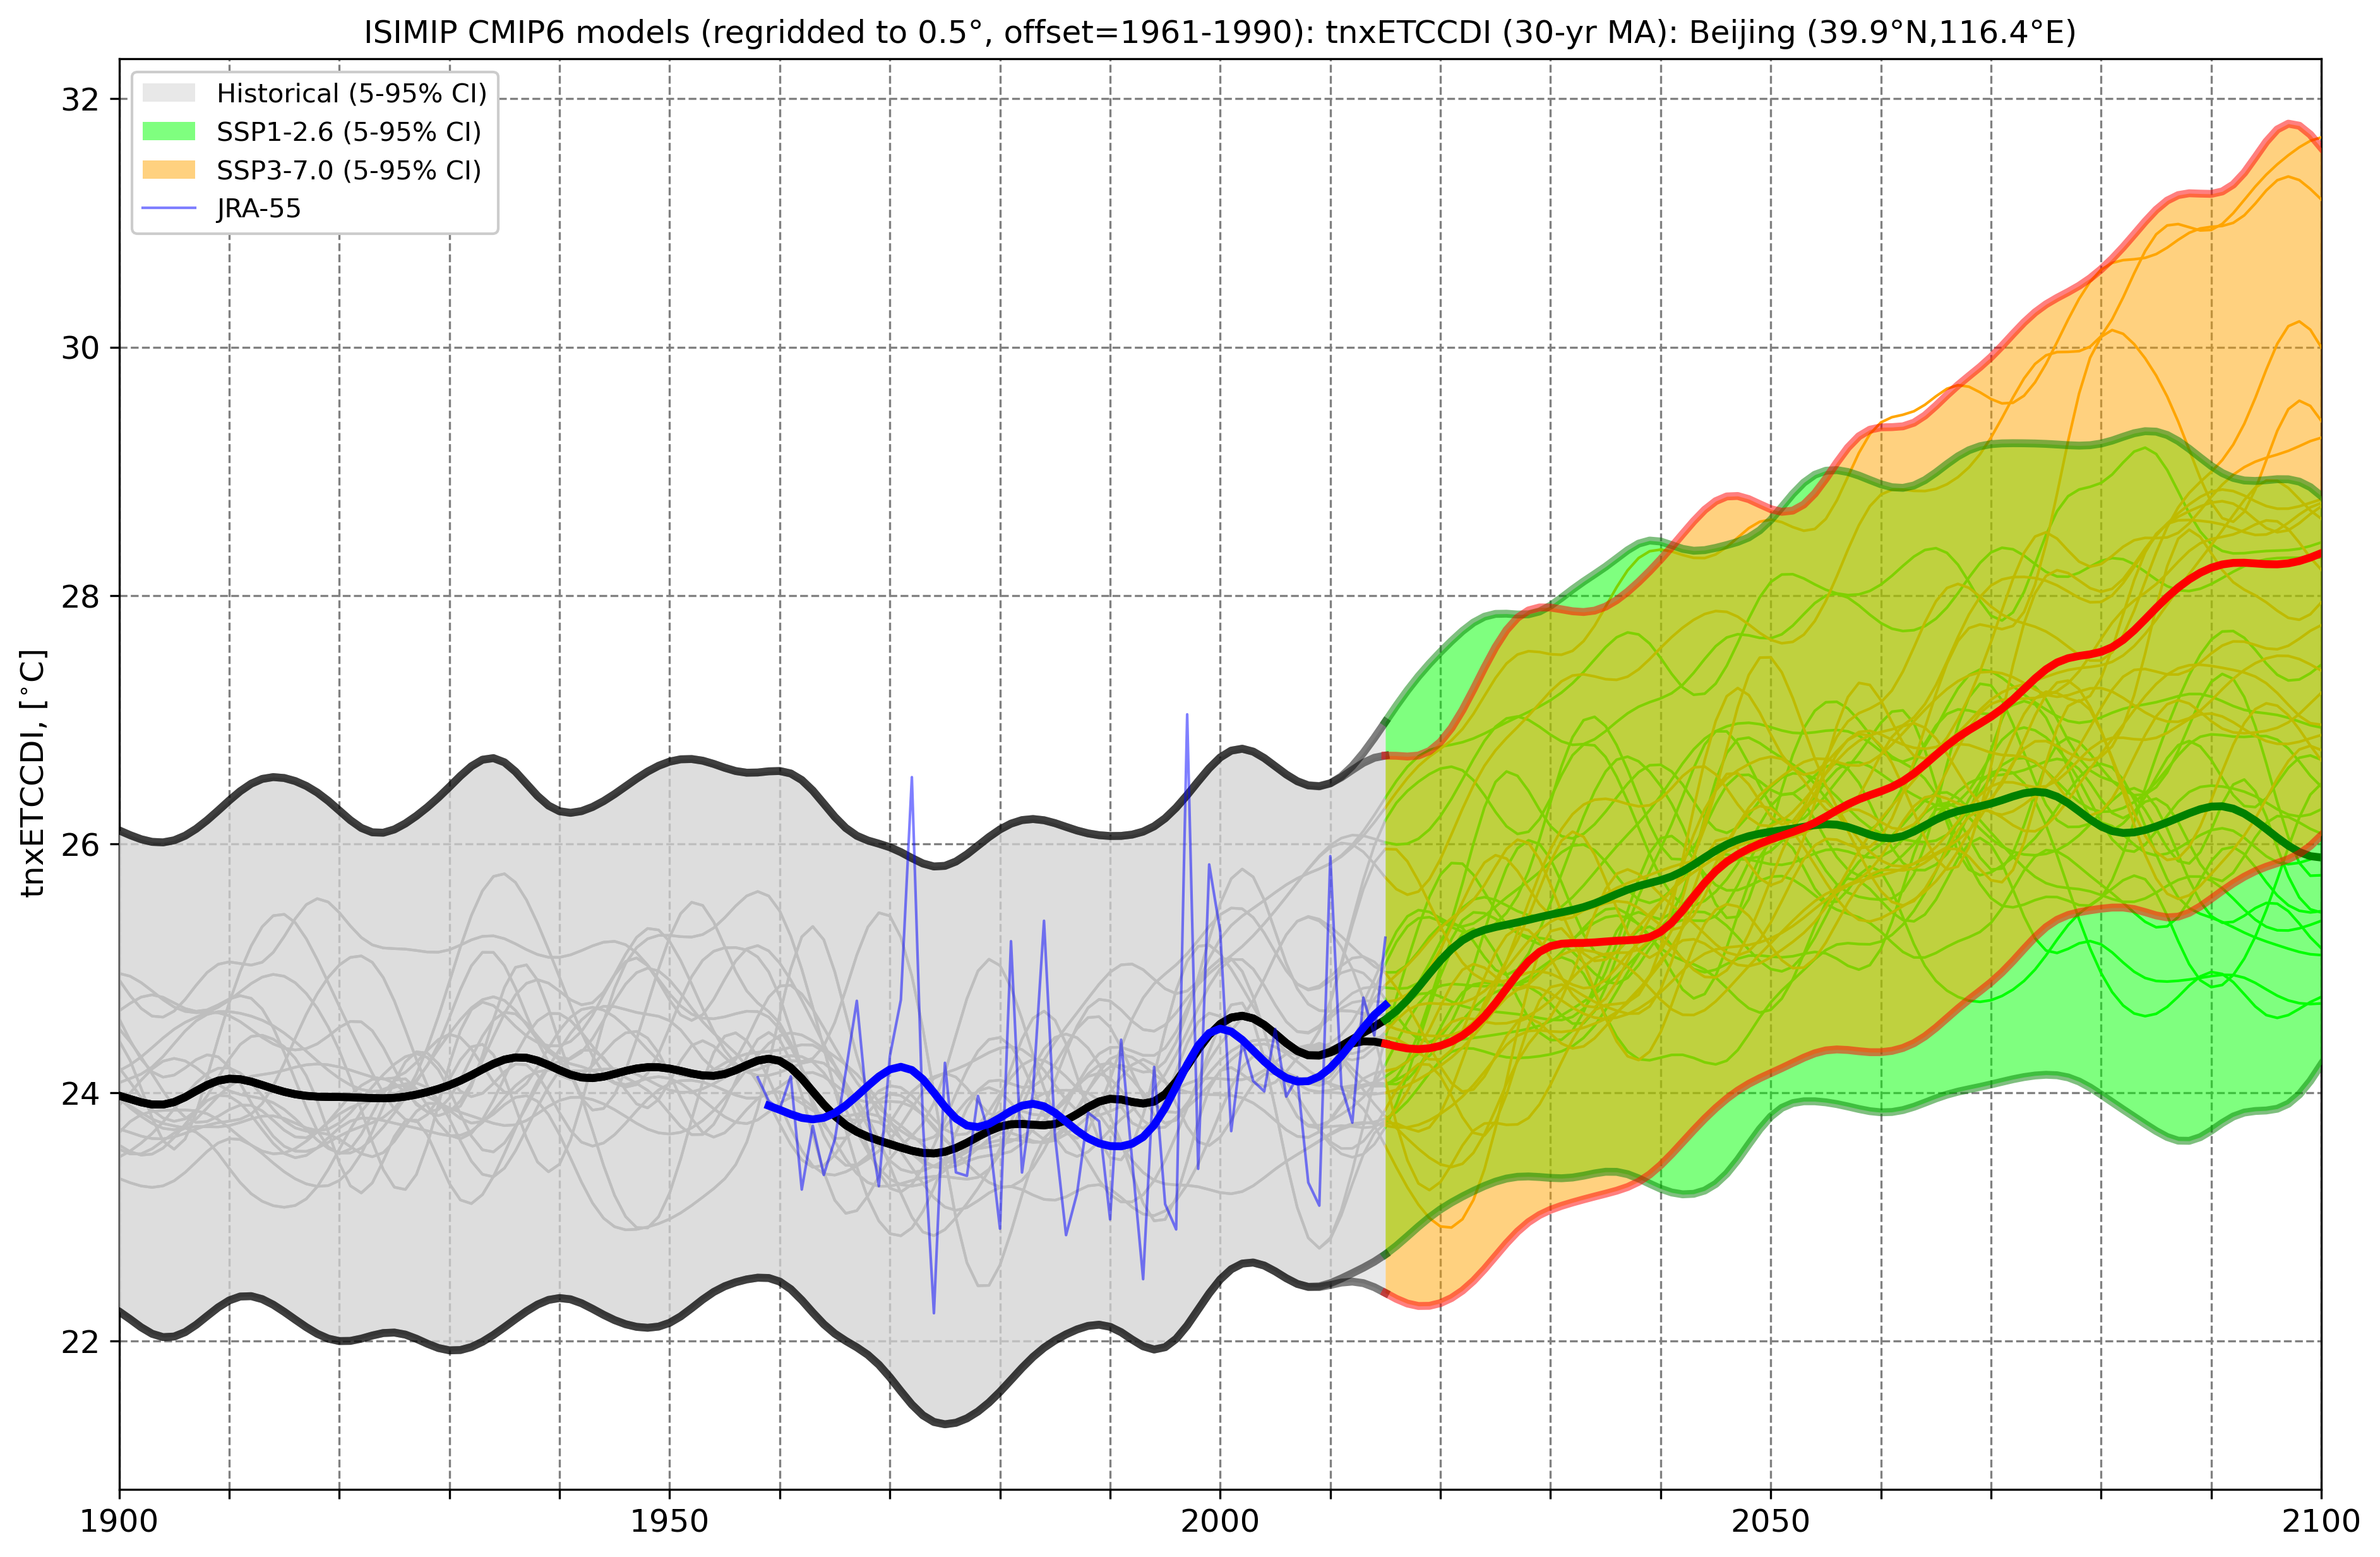 ISIMIP CMIP6 models (regridded to 0.5°, offset=1961-1990): tnxETCCDI (30-yr MA): Beijing (39.9°N,116.4°E)
Historical (5-95% CI)
SSP1-2.6 (5-95% CI)
SSP3-7.0 (5-95% CI)
JRA-55
tnxETCCDI, [°C]
32
30
28
26
24
22
1900
1950
2000
2050
2100